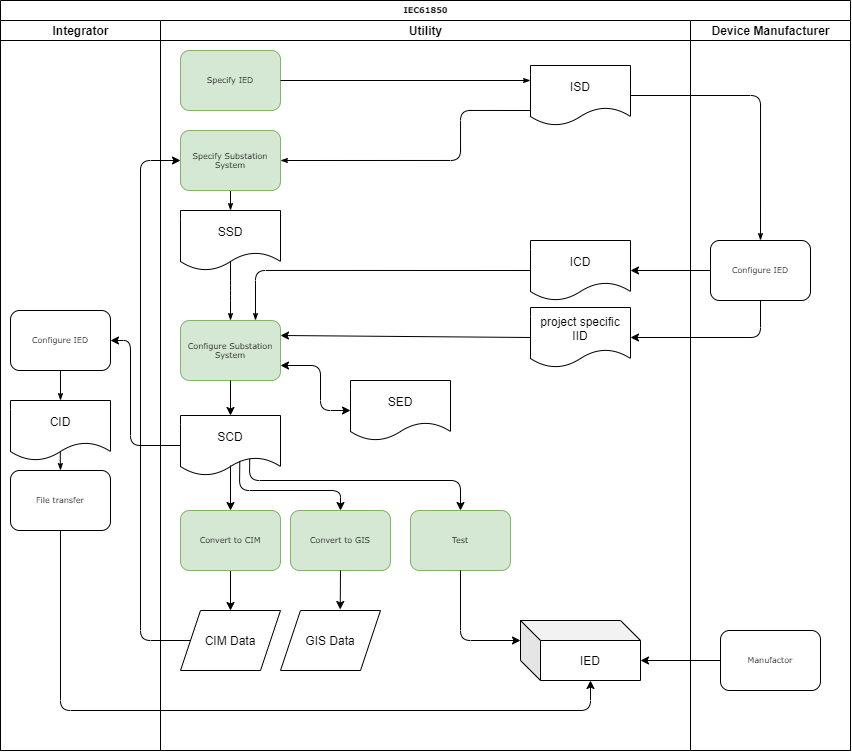 IEC61850
Integrator
Utility
Device Manufacturer
Specify IED
ISD
Specify Substation
System
SSD
ICD
Configure IED
project specific
IID
Configure IED
Configure Substation
System
SED
CID
SCD
File transfer
Convert to CIM
Convert to GIS
Test
CIM Data
GIS Data
IED
Manufactor